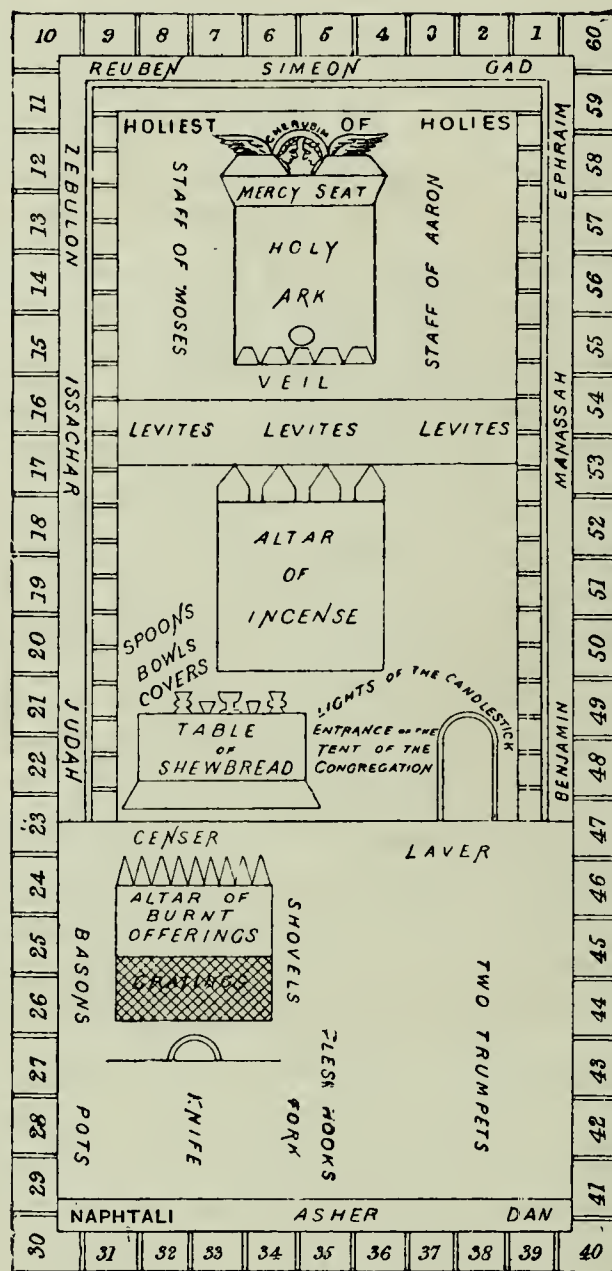 10 9 8 7 6 5 4 3 2 1 60
REUBEN SIMEON GAD
11 59
12 58
13 57
14 56
15 55
16 54
17 53
18 52
19 51
20 50
21 49
22 48
23 47
24 46
25 45
26 44
27 43
28 42
29 41
30 31 32 33 34 35 36 37 38 39 40
ZEBULON
ISSACHAR
JUDAH
EPHRAIM
MANASSAH
BENJAMIN
HOLIEST OF HOLIES
CHERUBIM
MERCY SEAT
HOLY
ARK
STAFF OF MOSES
STAFF OF AARON
VEIL
LEVITES LEVITES LEVITES
ALTAR
OF
INCENSE
SPOONS
BOWLS
COVERS
TABLE
OF
SHEWBREAD
LIGHTS OF THE CANDLESTICK
ENTRANCE OF THE
TENT OF THE
CONGREGATION
CENSER
LAVER
ALTAR OF
BURNT
OFFERINGS
GRATINGS
BASONS
SHOVELS
TWO TRUMPETS
POTS
KNIFE
FORK
FLESK HOOKS
NAPHTALI ASHER DAN